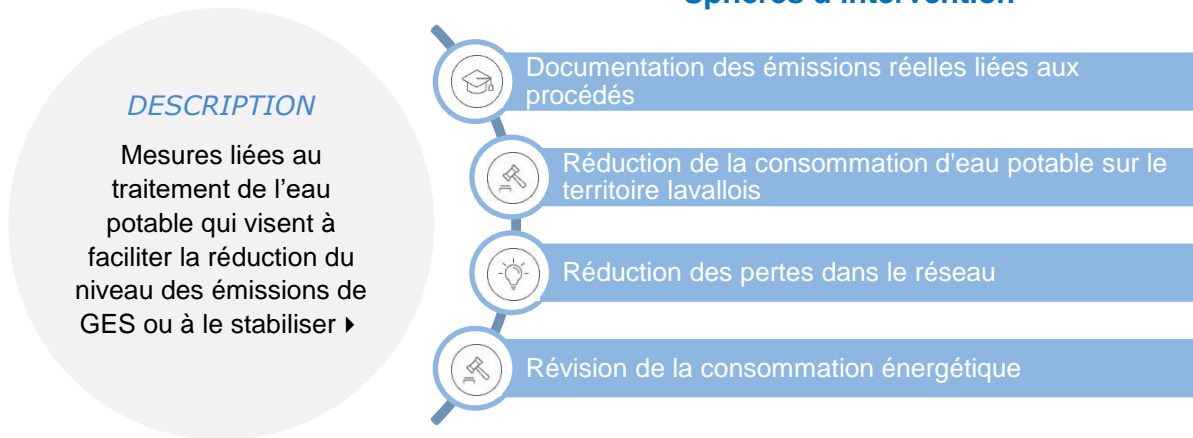 Sphères d'intervention
DESCRIPTION
Mesures liées au
traitement de l'eau
potable qui visent à
faciliter la réduction du
niveau des émissions de
GES ou à le stabiliser
Documentation des émissions réelles liées aux
procédés
Réduction de la consommation d'eau potable sur le
territoire lavallois
Réduction des pertes dans le réseau
Révision de la consommation énergétique